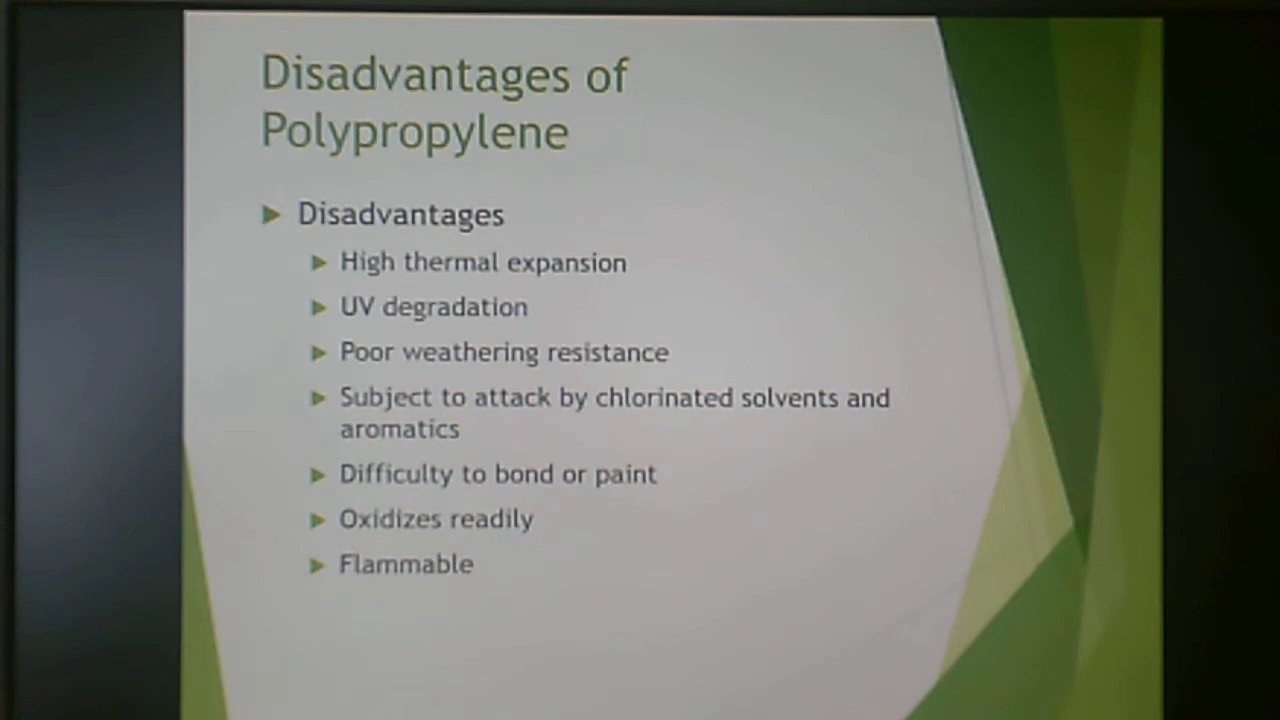 Disadvantages of
Polypropylene
Disadvantages
High thermal expansion
UV degradation
Poor weathering resistance
Subject to attack by chlorinated solvents and
aromatics
Difficulty to bond or paint
Oxidizes readily
Flammable